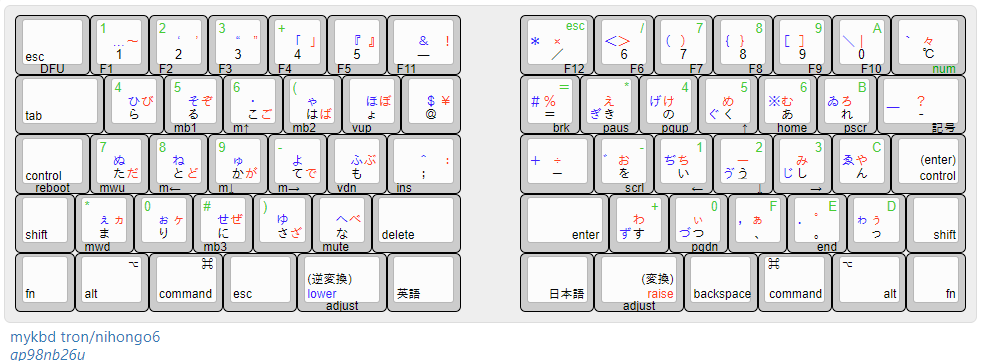 esc DFU
1 … ～ 1 F1
2 ‘ ’ 2 F2
3 “ ” 3 F3
+ 「 」 4 F4
『 』 5 F5
& ! — F11
esc * × ／ F12
/ ＜ ＞ 6 F6
7 ( ) 7 F7
8 { } 8 F8
9 [ ] 9 F9
A ＼ | 0 F10
` 々 ℃ num
tab
4 ひ び ら
5 そ ぞ る mb1
6 ・ こ ご m↑
( ゃ は ば mb2
ほ ぼ ょ vup
$ ¥ @
= # % = brk
* え ぎ き paus
4 げ け の pgup
5 め ぐ く ↑
6 ※ む あ home
B ゐ ろ れ pscr
__ ? - 記号
control reboot
7 ぬ た だ mwu
8 ね と ど m←
9 ゅ か が m↓
- よ て で m→
ふ ぶ も vdn
^ : ; ins
+ ÷ −
- ゛ お を scrl
1 ぢ ち い ←
2 ー ゔ う ↓
3 み じ し →
C ゑ や ん
(enter) control
shift
* ぇ ヵ ま mwd
0 ぉ ヶ り
# せ ぜ に mb3
) ゆ さ ざ
へ べ な mute
delete
enter
+ わ ず す
0 ぃ づ つ pgdn
F ， ぁ 、
E ． ゜ 。 end
D ゎ ぅ っ
shift
fn
⌥ alt
⌘ command
esc
(逆変換) lower adjust
英語
日本語
(変換) raise adjust
backspace
⌘ command
⌥ alt
fn
mykbd tron/nihongo6
ap98nb26u